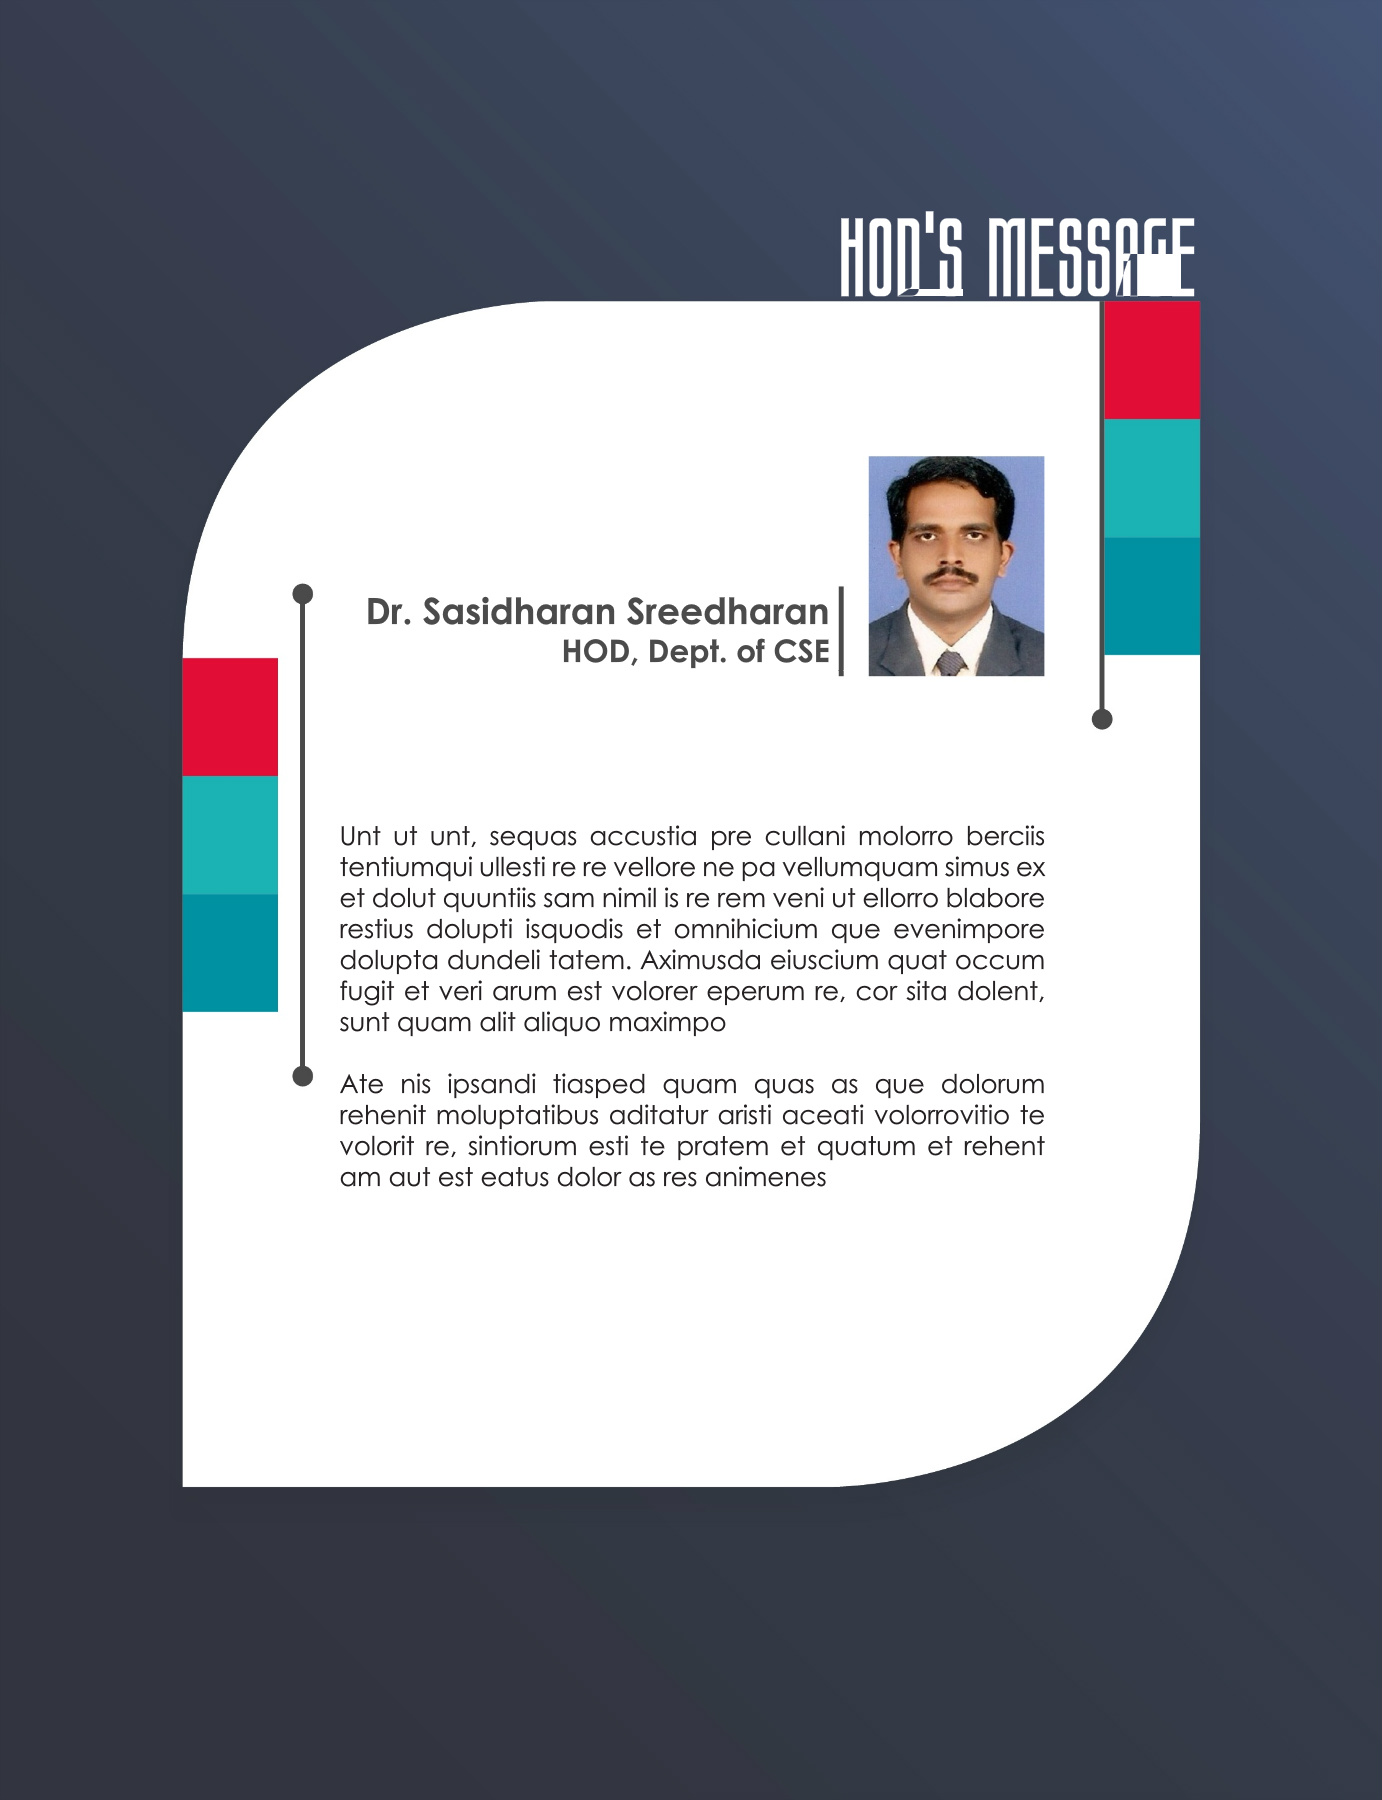 HOD'S MESSAGE
Dr. Sasidharan Sreedharan
HOD, Dept. of CSE
Unt ut unt, sequas accustia pre cullani molorro berciis
tentiumqui ullesti re re vellore ne pa vellumquam simus ex
et dolut quuntiis sam nimil is re rem veni ut ellorro blabore
restius dolupti isquodis et omnihicium que evenimpore
dolupta dundeli tatem. Aximusda eiuscium quat occum
fugit et veri arum est volorer eperum re, cor sita dolent,
sunt quam alit aliquo maximpo
Ate nis ipsandi tiasped quam quas as que dolorum
rehenit moluptatibus aditatur aristi aceati volorrovitio te
volorit re, sintiorum esti te pratem et quatum et rehent
am aut est eatus dolor as res animenes